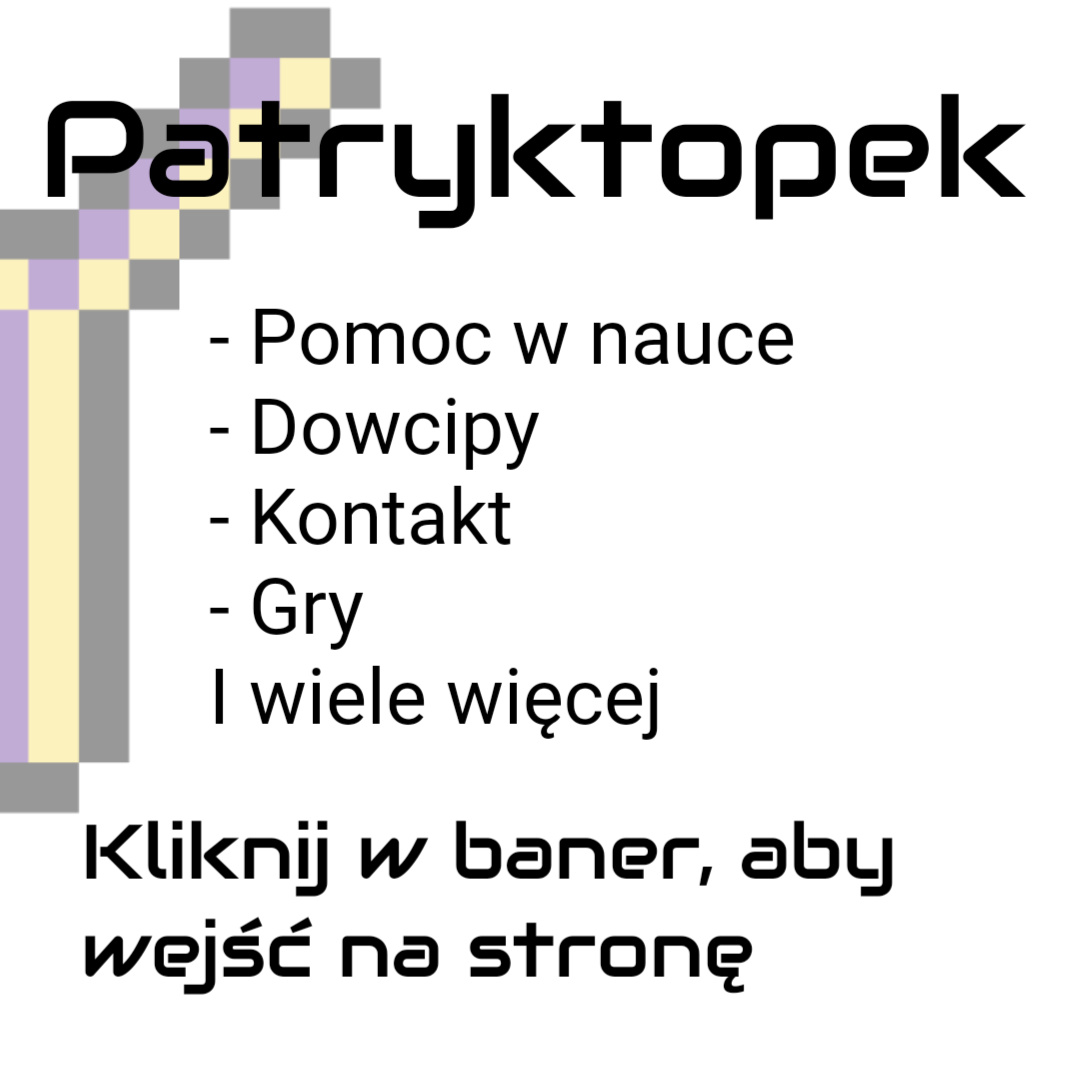 Patryktopek
- Pomoc w nauce
- Dowcipy
- Kontakt
- Gry
I wiele więcej
Kliknij w baner, aby
wejść na stronę